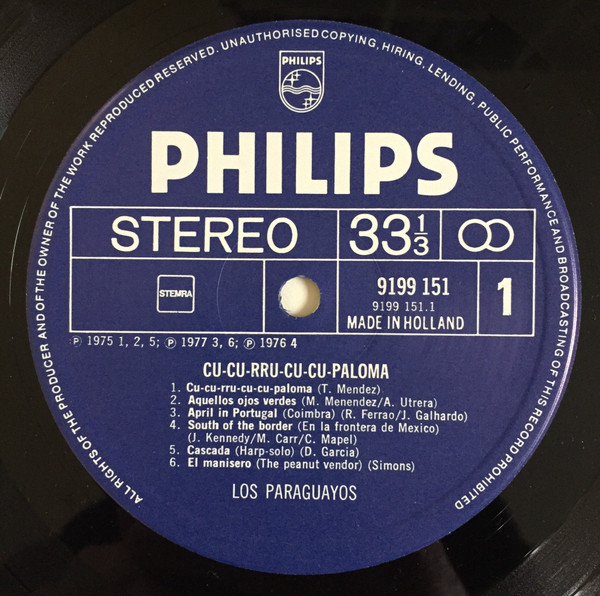 ALL RIGHTS OF THE PRODUCER AND OF THE OWNER OF THE WORK REPRODUCED RESERVED. UNAUTHORISED COPYING, HIRING, LENDING, PUBLIC PERFORMANCE AND BROADCASTING OF THIS RECORD PROHIBITED
PHILIPS
PHILIPS
STEREO
33 1/3
STEMRA
9199 151
9199 151.1
MADE IN HOLLAND
1
Ⓟ 1975 1, 2, 5; Ⓟ 1977 3, 6; Ⓟ 1976 4
CU-CU-RRU-CU-CU-PALOMA
1. Cu-cu-rru-cu-cu-paloma (T. Mendez)
2. Aquellos ojos verdes (M. Menendez/A. Utrera)
3. April in Portugal (Coimbra) (R. Ferrao/J. Galhardo)
4. South of the border (En la frontera de Mexico)
(J. Kennedy/M. Carr/C. Mapel)
5. Cascada (Harp-solo) (D. Garcia)
6. El manisero (The peanut vendor) (Simons)
LOS PARAGUAYOS